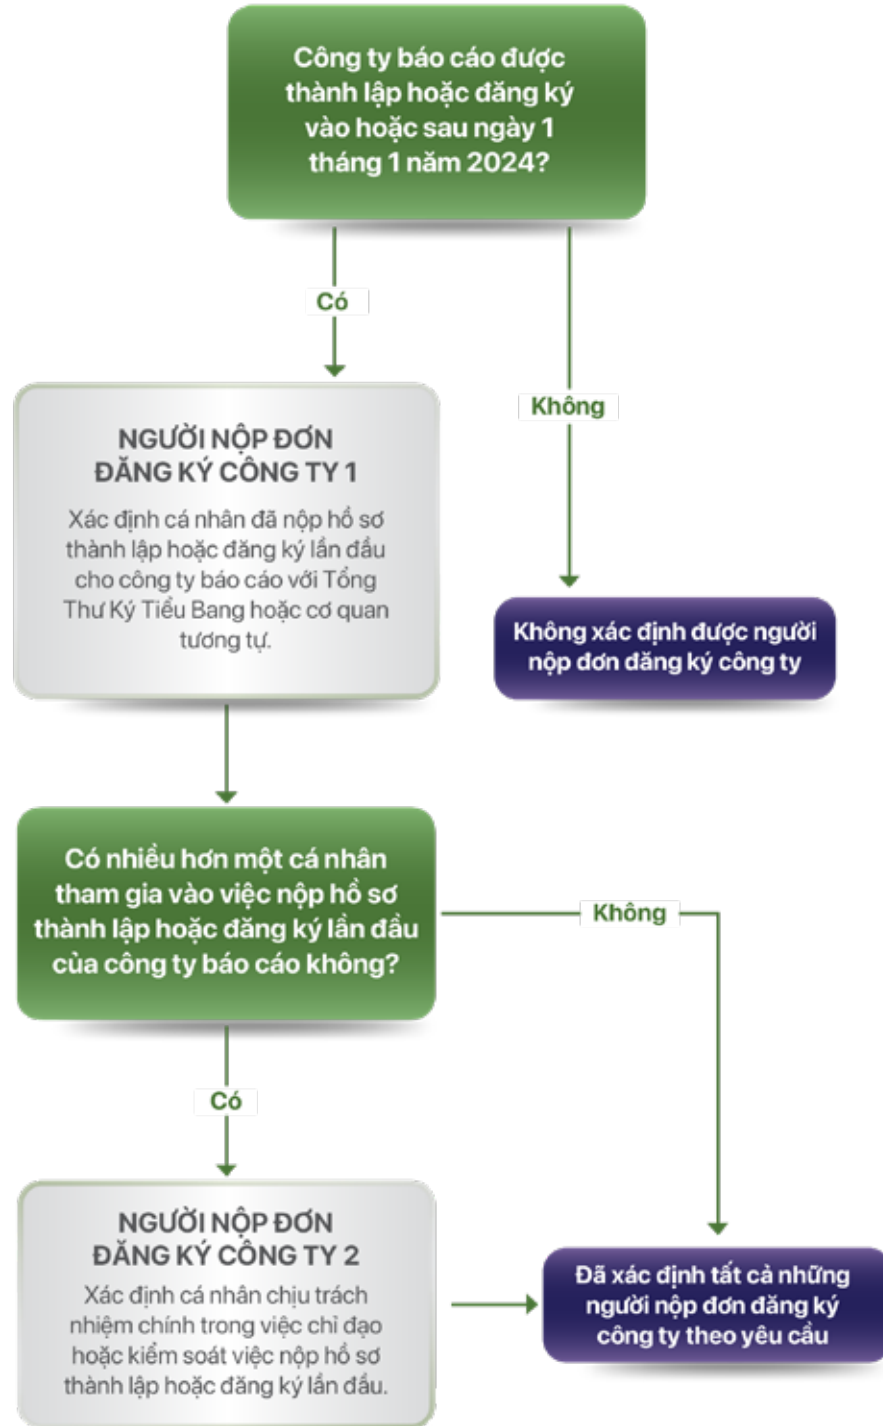 Công ty báo cáo được
thành lập hoặc đăng ký
vào hoặc sau ngày 1
tháng 1 năm 2024?
Có
Không
NGƯỜI NỘP ĐƠN
ĐĂNG KÝ CÔNG TY 1
Xác định cá nhân đã nộp hồ sơ
thành lập hoặc đăng ký lần đầu
cho công ty báo cáo với Tổng
Thư Ký Tiểu Bang hoặc cơ quan
tương tự.
Không xác định được người
nộp đơn đăng ký công ty
Có nhiều hơn một cá nhân
tham gia vào việc nộp hồ sơ
thành lập hoặc đăng ký lần đầu
của công ty báo cáo không?
Không
Có
NGƯỜI NỘP ĐƠN
ĐĂNG KÝ CÔNG TY 2
Xác định cá nhân chịu trách
nhiệm chính trong việc chỉ đạo
hoặc kiểm soát việc nộp hồ sơ
thành lập hoặc đăng ký lần đầu.
Đã xác định tất cả những
người nộp đơn đăng ký
công ty theo yêu cầu